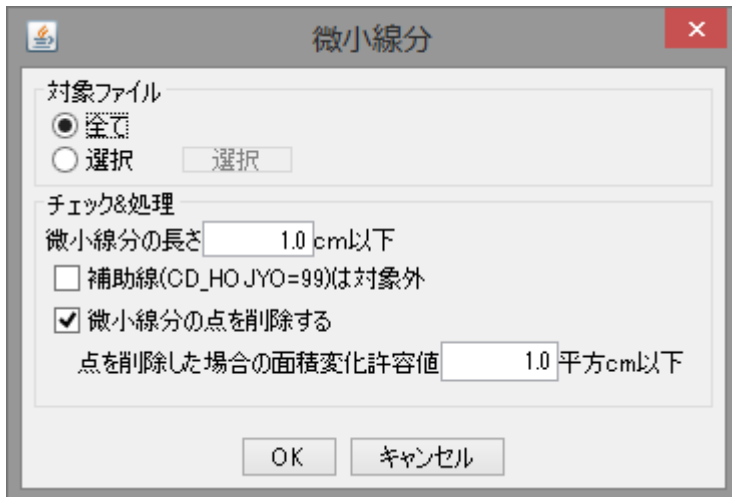 微小線分
対象ファイル
全て
選択 選択
チェック&処理
微小線分の長さ 1.0 cm以下
補助線(CD_HOJYO=99)は対象外
微小線分の点を削除する
点を削除した場合の面積変化許容値 1.0 平方cm以下
OK キャンセル